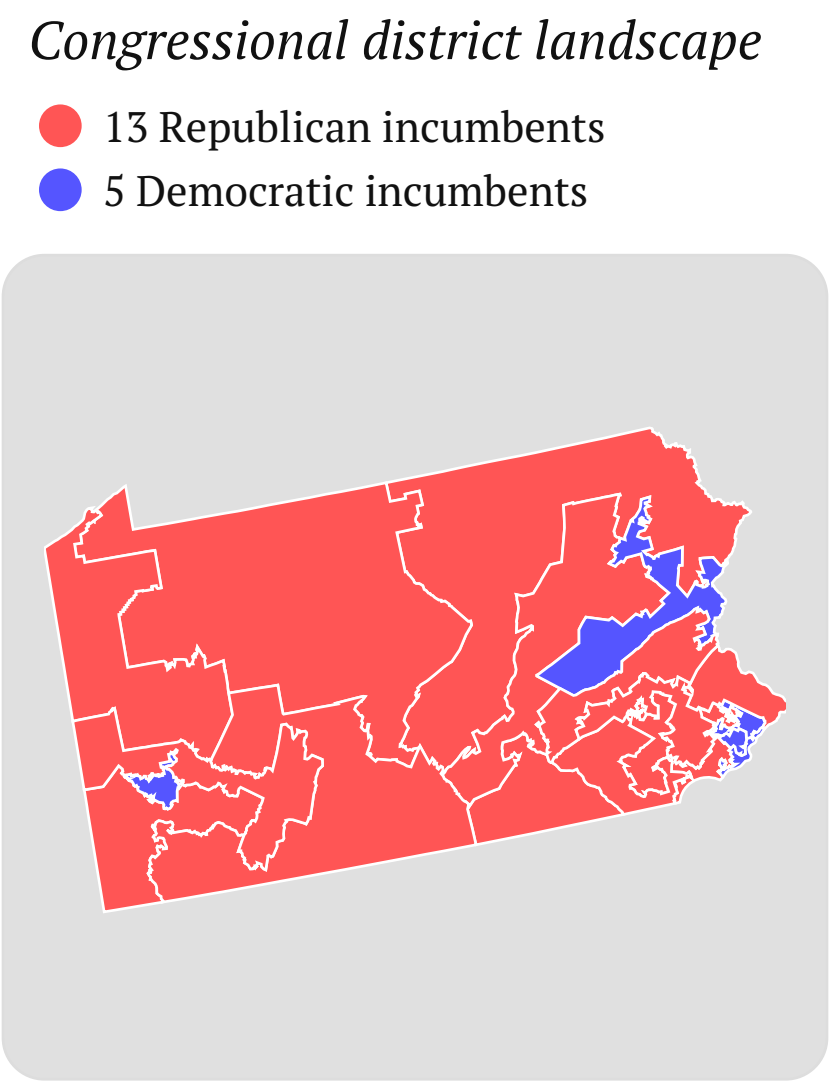 Congressional district landscape
13 Republican incumbents
5 Democratic incumbents